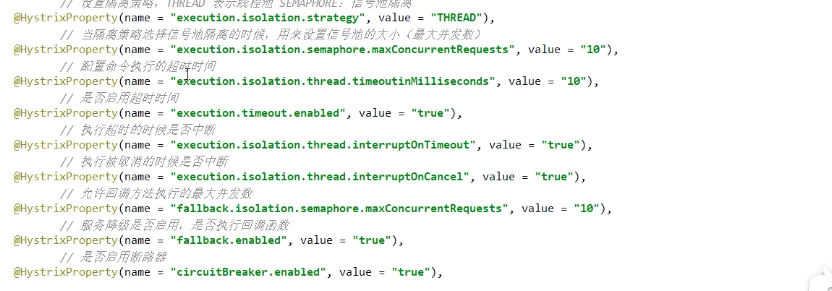 // 设置隔离策略，THREAD 表示线程池 SEMAPHORE：信号池隔离
@HystrixProperty(name = "execution.isolation.strategy", value = "THREAD"),
// 当隔离策略选择信号池隔离的时候，用来设置信号池的大小（最大并发数）
@HystrixProperty(name = "execution.isolation.semaphore.maxConcurrentRequests", value = "10"),
// 配置命令执行的超时时间
@HystrixProperty(name = "execution.isolation.thread.timeoutinMilliseconds", value = "10"),
// 是否启用超时时间
@HystrixProperty(name = "execution.timeout.enabled", value = "true"),
// 执行超时的时候是否中断
@HystrixProperty(name = "execution.isolation.thread.interruptOnTimeout", value = "true"),
// 执行被取消的时候是否中断
@HystrixProperty(name = "execution.isolation.thread.interruptOnCancel", value = "true"),
// 允许回调方法执行的最大并发数
@HystrixProperty(name = "fallback.isolation.semaphore.maxConcurrentRequests", value = "10"),
// 服务降级是否启用，是否执行回调函数
@HystrixProperty(name = "fallback.enabled", value = "true"),
// 是否启用断路器
@HystrixProperty(name = "circuitBreaker.enabled", value = "true"),